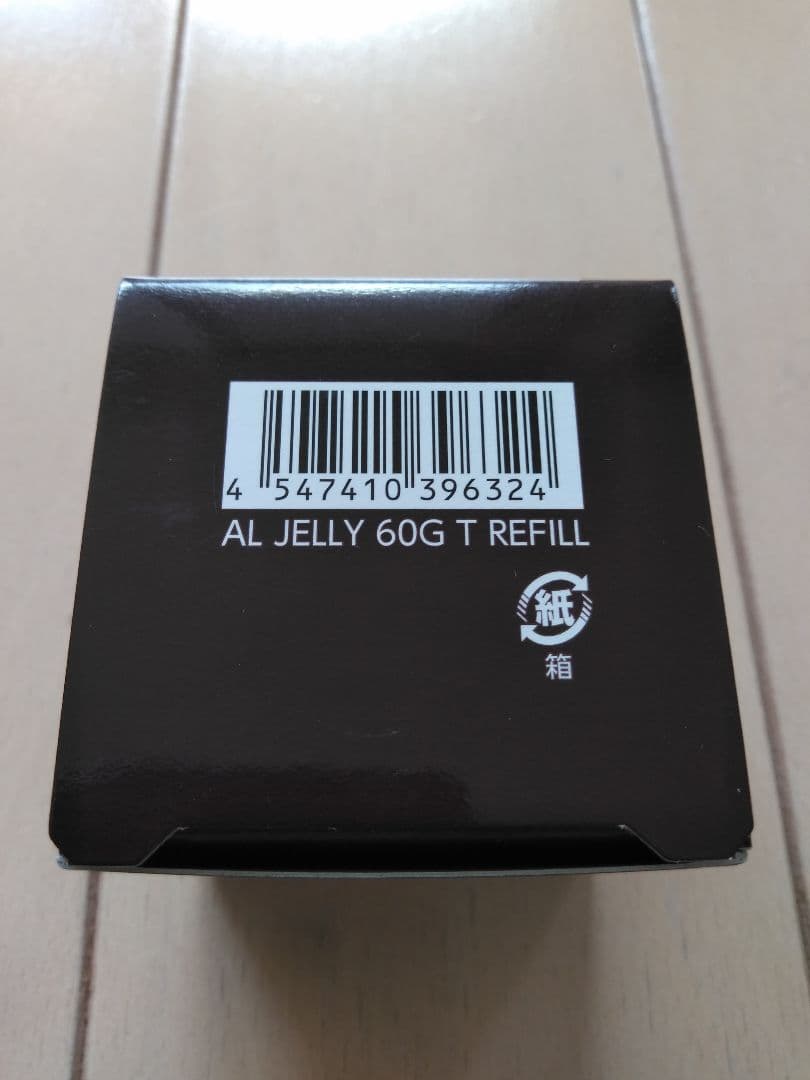 4 547410 396324
AL JELLY 60G T REFILL
紙
箱